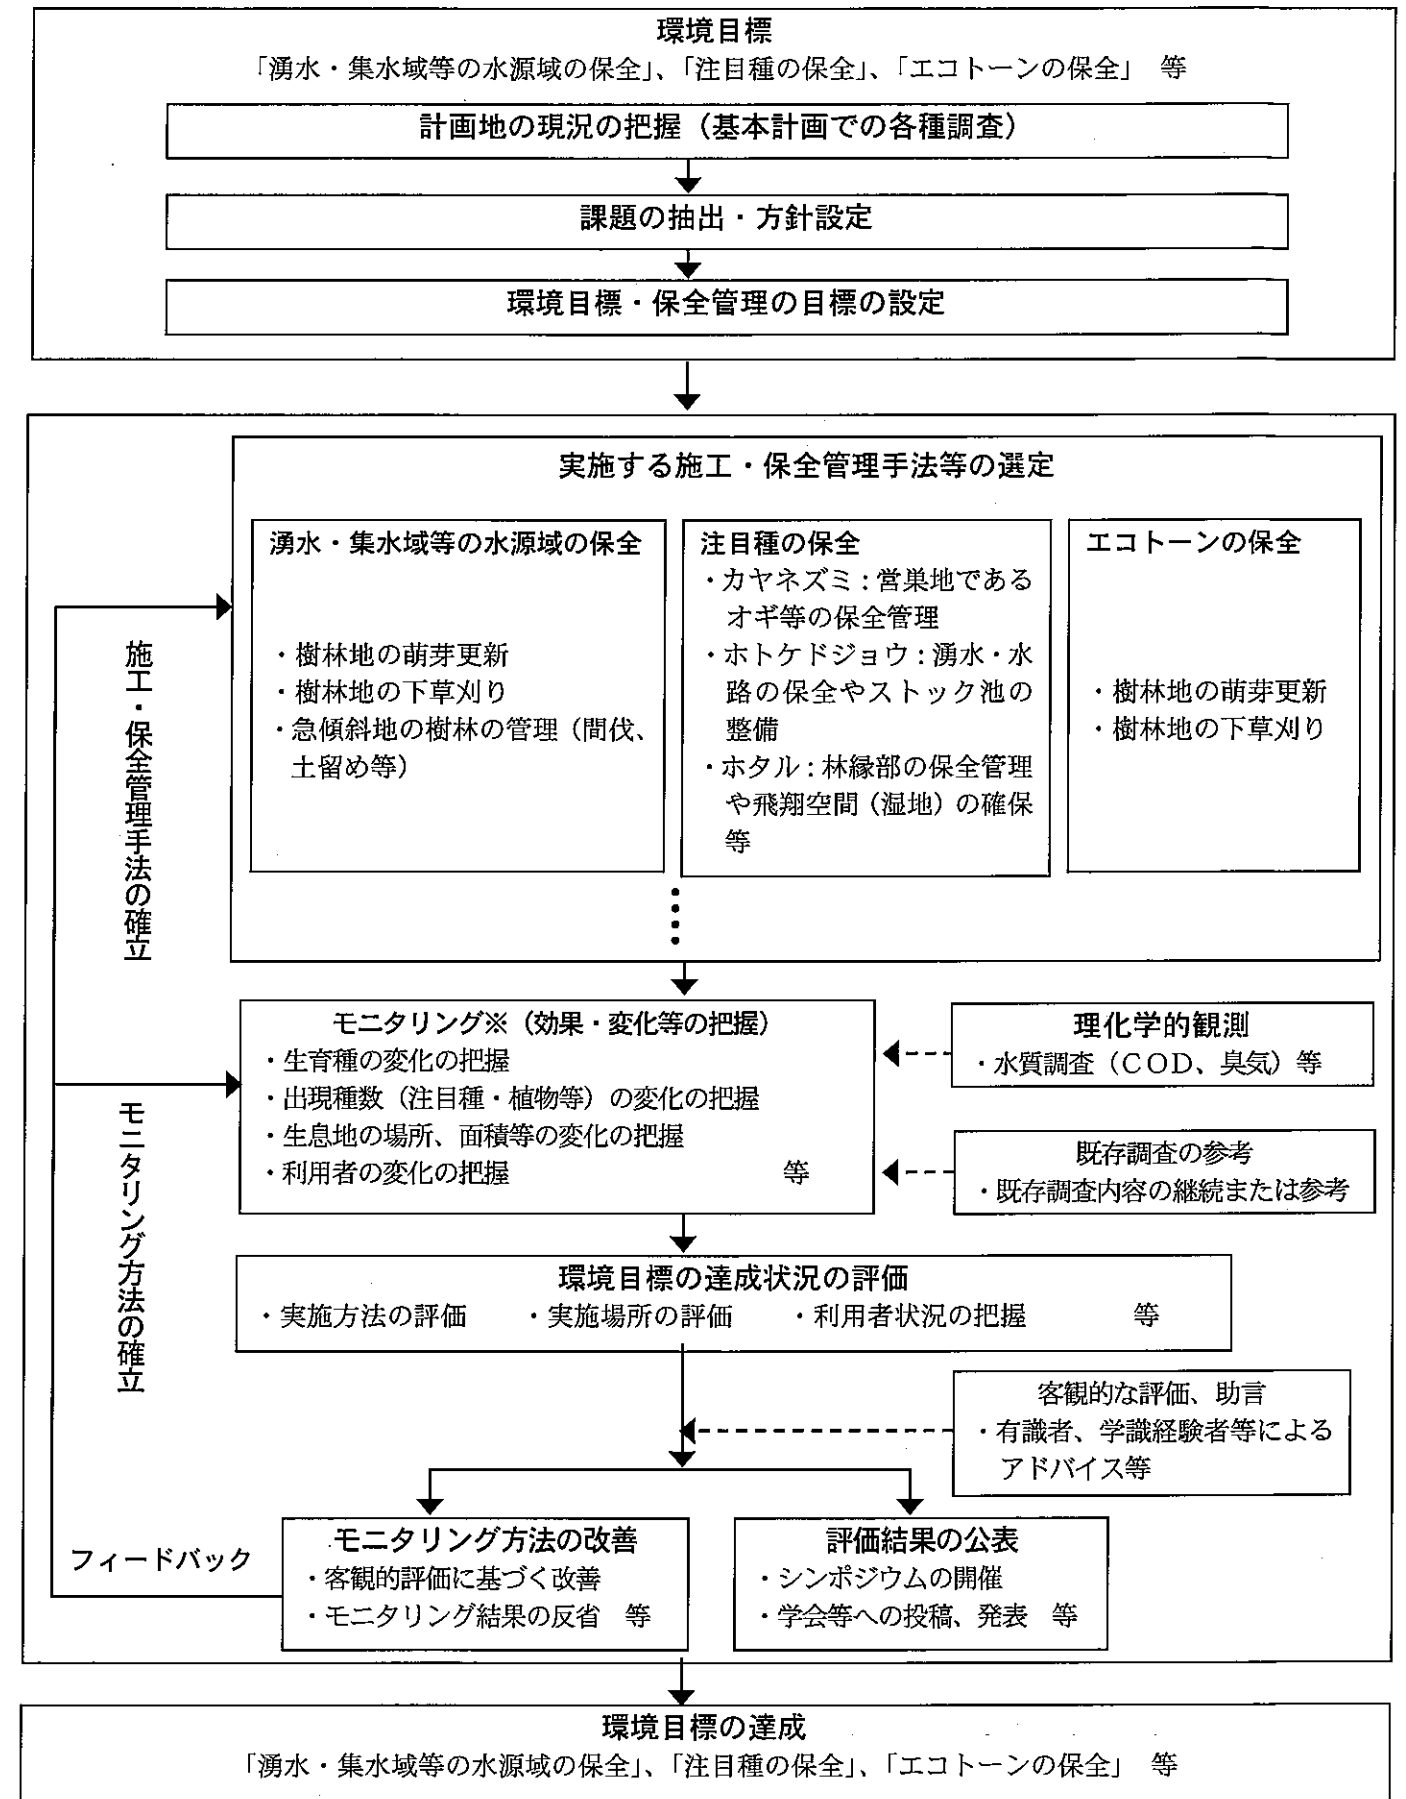 環境目標
「湧水・集水域等の水源域の保全」、「注目種の保全」、「エコトーンの保全」 等
計画地の現況の把握（基本計画での各種調査）
課題の抽出・方針設定
環境目標・保全管理の目標の設定
実施する施工・保全管理手法等の選定
湧水・集水域等の水源域の保全
・樹林地の萌芽更新
・樹林地の下草刈り
・急傾斜地の樹林の管理（間伐、
土留め等）
注目種の保全
・カヤネズミ：営巣地である
オギ等の保全管理
・ホトケドジョウ：湧水・水
路の保全やストック池の
整備
・ホタル：林縁部の保全管理
や飛翔空間（湿地）の確保
等
エコトーンの保全
・樹林地の萌芽更新
・樹林地の下草刈り
施工・保全管理手法の確立
モニタリング※（効果・変化等の把握）
・生育種の変化の把握
・出現種数（注目種・植物等）の変化の把握
・生息地の場所、面積等の変化の把握
・利用者の変化の把握 等
理化学的観測
・水質調査（ＣＯＤ、臭気）等
既存調査の参考
・既存調査内容の継続または参考
モニタリング方法の確立
環境目標の達成状況の評価
・実施方法の評価 ・実施場所の評価 ・利用者状況の把握 等
客観的な評価、助言
・有識者、学識経験者等による
アドバイス等
フィードバック
モニタリング方法の改善
・客観的評価に基づく改善
・モニタリング結果の反省 等
評価結果の公表
・シンポジウムの開催
・学会等への投稿、発表 等
環境目標の達成
「湧水・集水域等の水源域の保全」、「注目種の保全」、「エコトーンの保全」 等